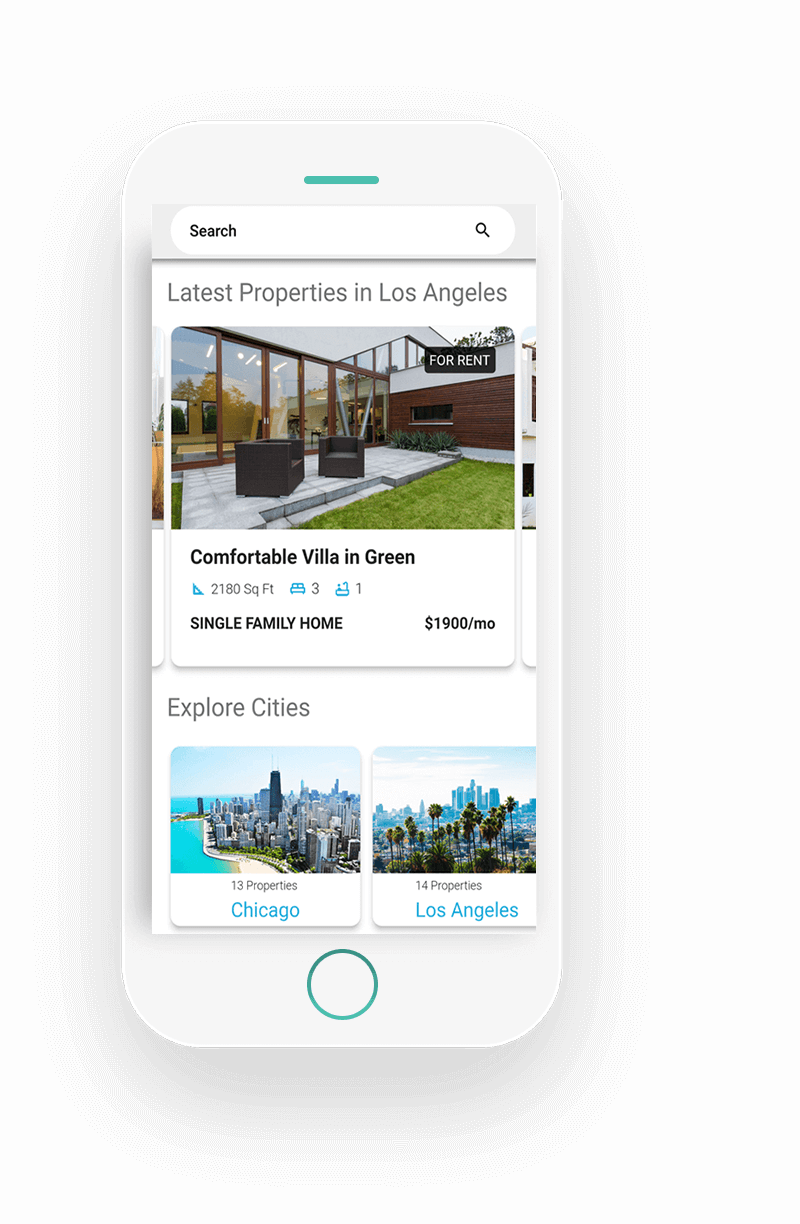 Search
Latest Properties in Los Angeles
FOR RENT
Comfortable Villa in Green
2180 Sq Ft 3 1
SINGLE FAMILY HOME $1900/mo
Explore Cities
13 Properties 14 Properties
Chicago Los Angeles